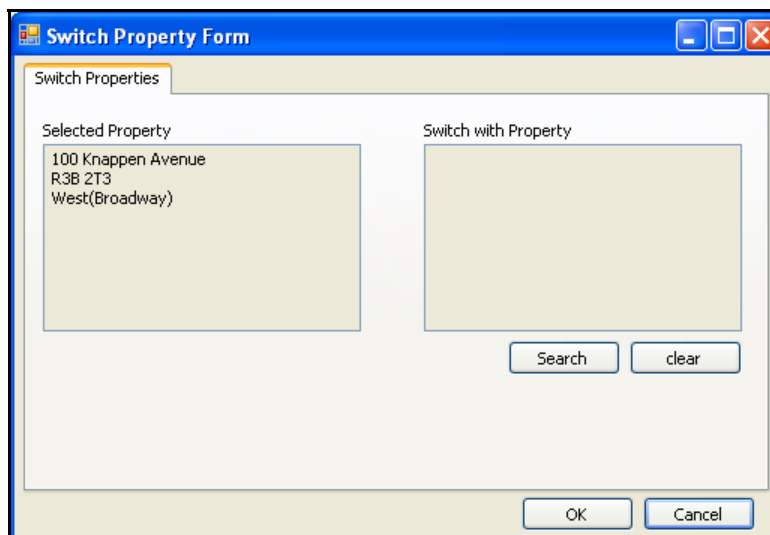 Switch Property Form
Switch Properties
Selected Property
Switch with Property
100 Knappen Avenue
R3B 2T3
West(Broadway)
Search
clear
OK
Cancel